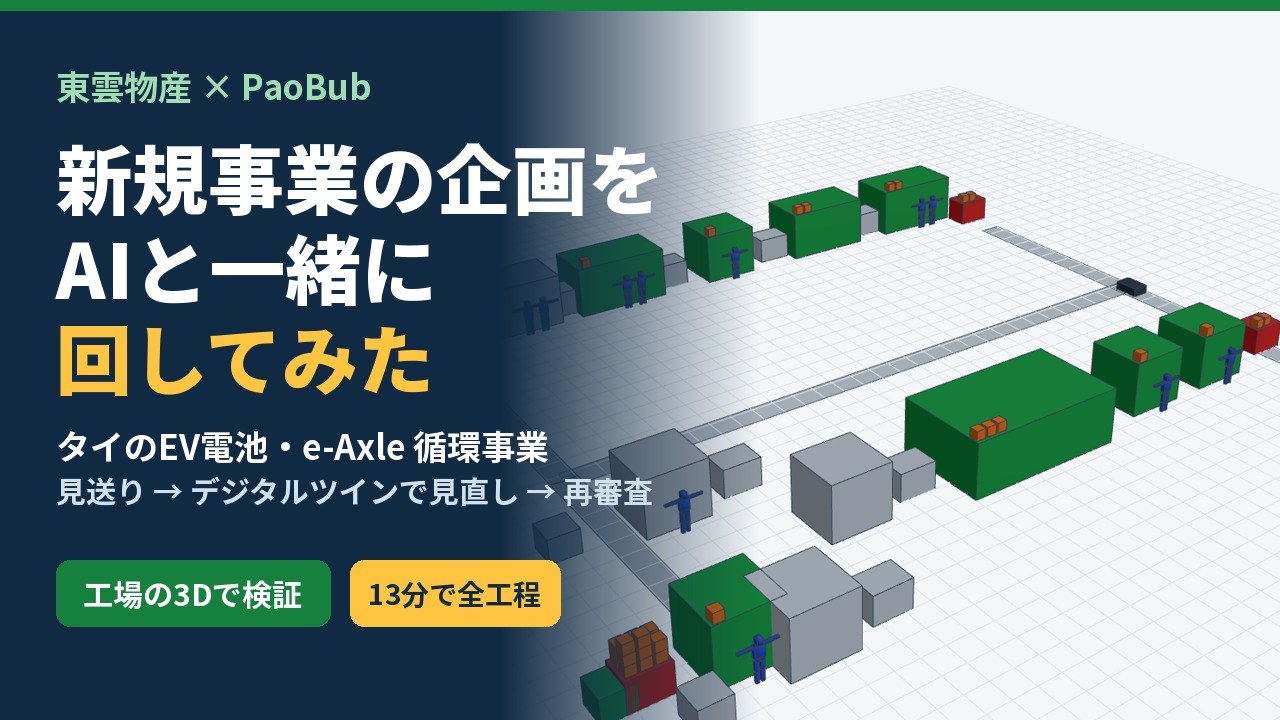 東雲物産 × PaoBub
新規事業の企画を
AIと一緒に
回してみた
タイのEV電池・e-Axle 循環事業
見送り → デジタルツインで見直し → 再審査
工場の3Dで検証
13分で全工程